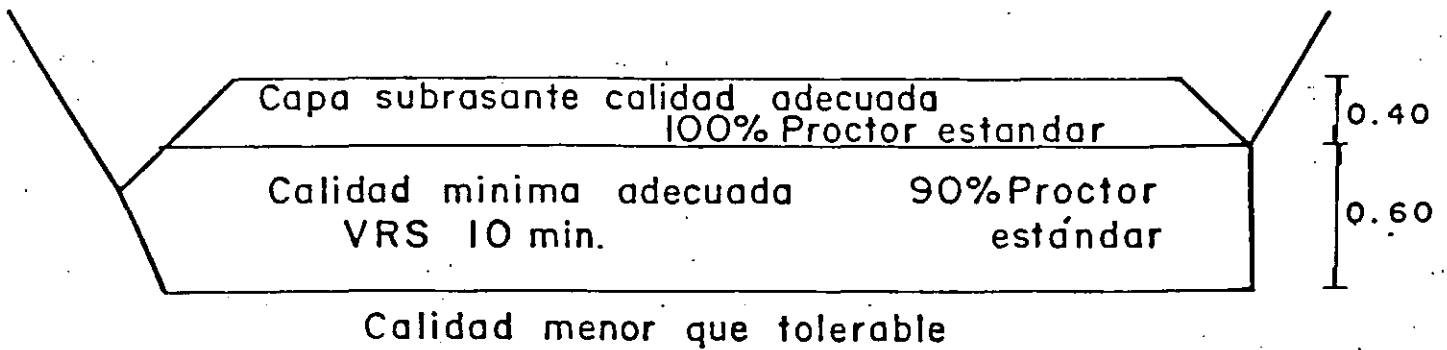 Capa subrasante calidad adecuada
100% Proctor estandar
0.40
Calidad minima adecuada 90% Proctor
VRS 10 min. estándar
0.60
Calidad menor que tolerable